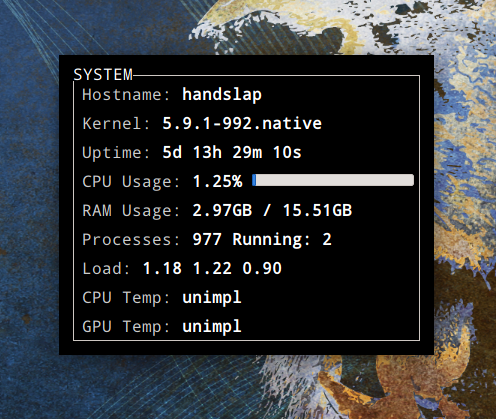 SYSTEM
Hostname: handslap
Kernel: 5.9.1-992.native
Uptime: 5d 13h 29m 10s
CPU Usage: 1.25%
RAM Usage: 2.97GB / 15.51GB
Processes: 977 Running: 2
Load: 1.18 1.22 0.90
CPU Temp: unimpl
GPU Temp: unimpl